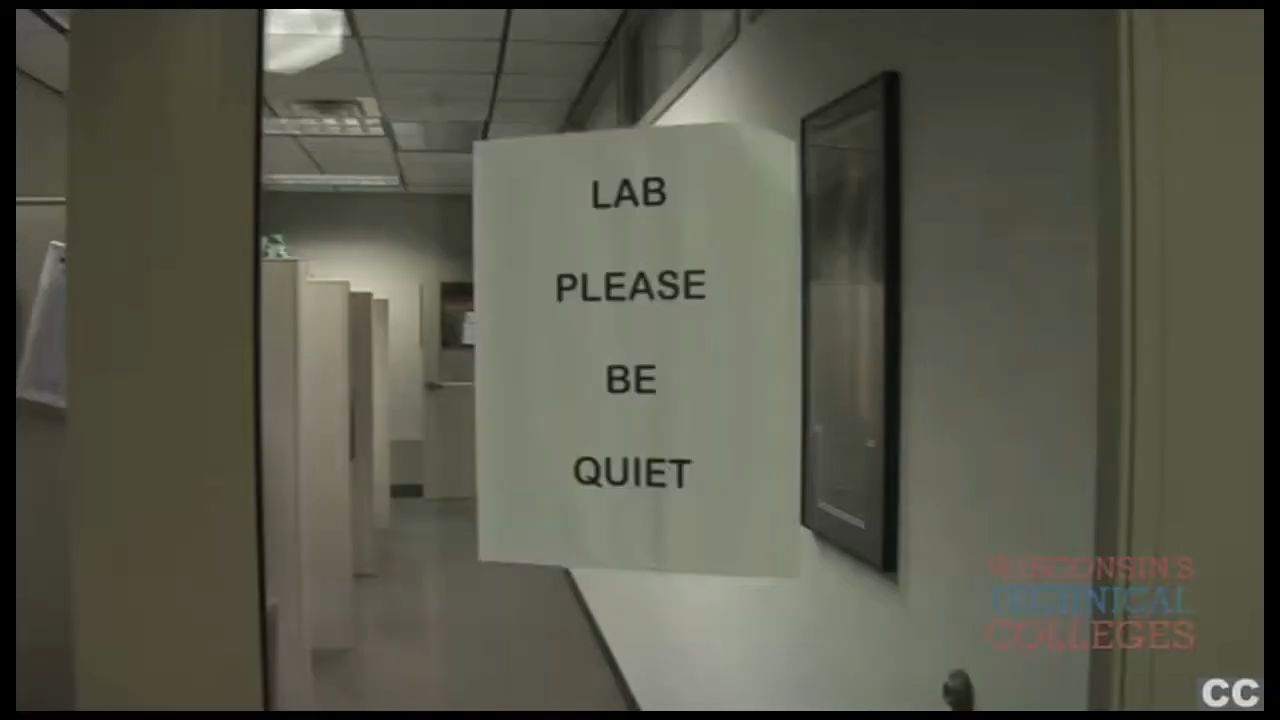 LAB
PLEASE
BE
QUIET
WISCONSIN'S
TECHNICAL
COLLEGES
CC